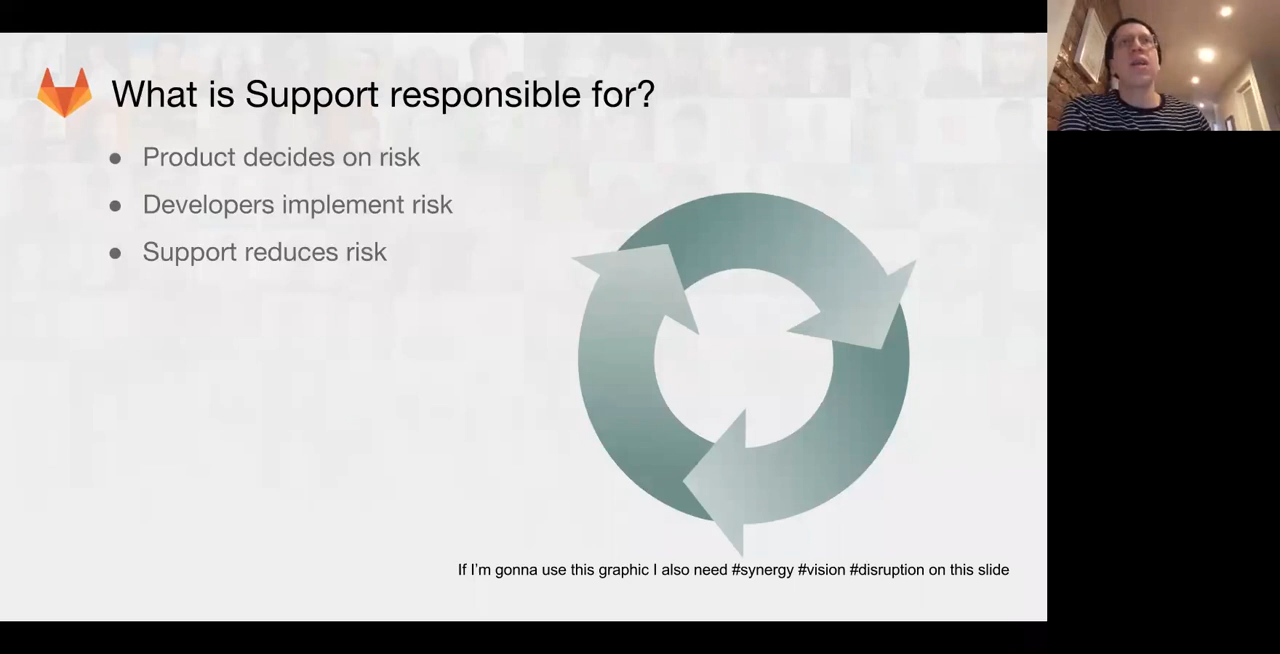 What is Support responsible for?
● Product decides on risk
● Developers implement risk
● Support reduces risk
If I'm gonna use this graphic I also need #synergy #vision #disruption on this slide